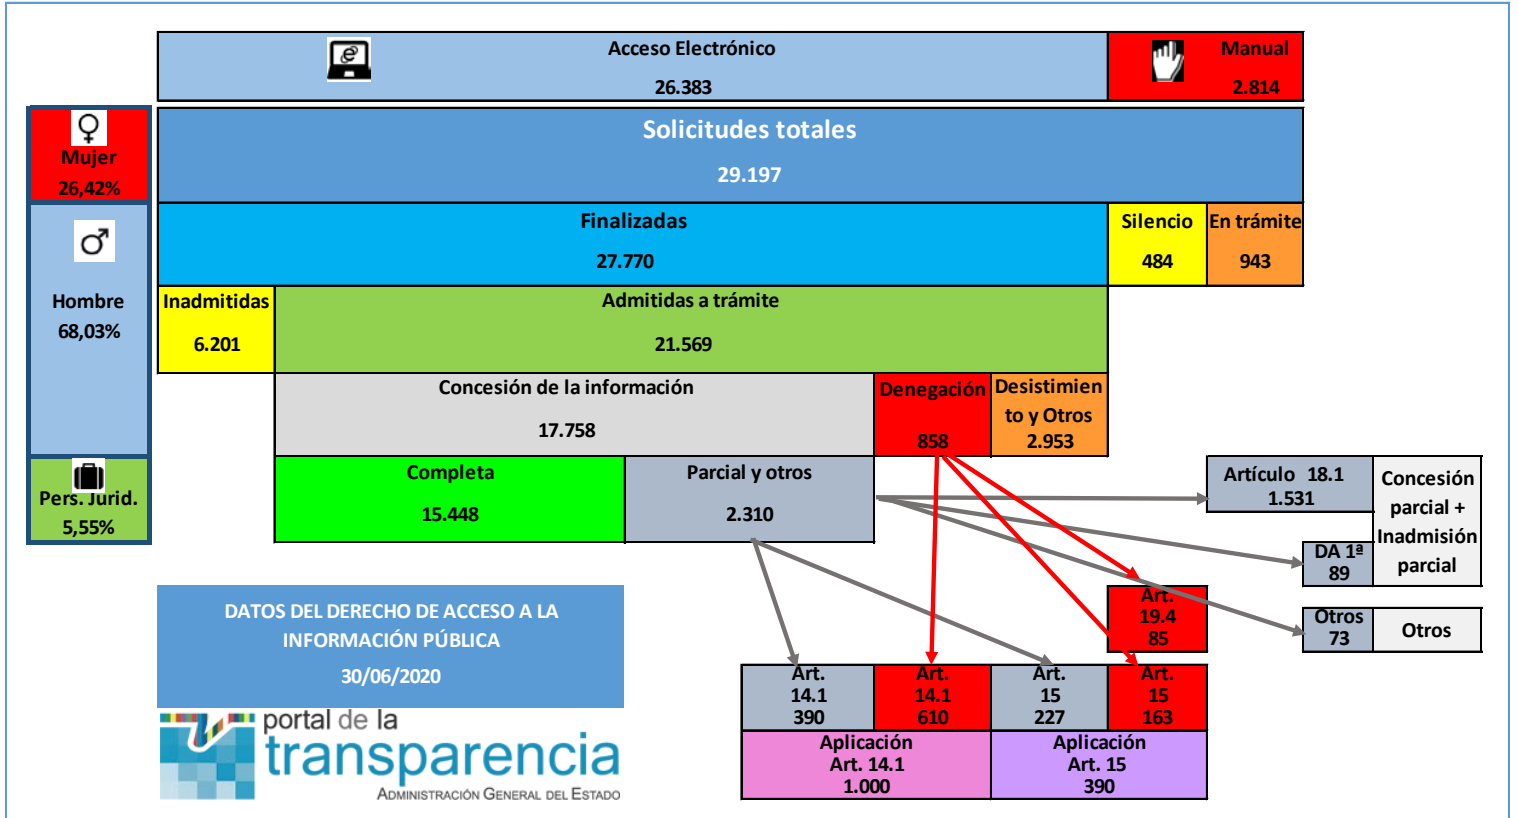 Acceso Electrónico
26.383
Manual
2.814
Mujer
26,42%
Solicitudes totales
29.197
Hombre
68,03%
Finalizadas
27.770
Silencio
484
En trámite
943
Inadmitidas
6.201
Admitidas a trámite
21.569
Concesión de la información
17.758
Denegación
858
Desistimien
to y Otros
2.953
Pers. Jurid.
5,55%
Completa
15.448
Parcial y otros
2.310
Artículo 18.1
1.531
Concesión
parcial +
Inadmisión
parcial
DA 1ª
89
Art.
19.4
85
Otros
73
Otros
DATOS DEL DERECHO DE ACCESO A LA
INFORMACIÓN PÚBLICA
30/06/2020
Art.
14.1
390
Art.
14.1
610
Art.
15
227
Art.
15
163
Aplicación
Art. 14.1
1.000
Aplicación
Art. 15
390
portal de la
transparencia
ADMINISTRACIÓN GENERAL DEL ESTADO